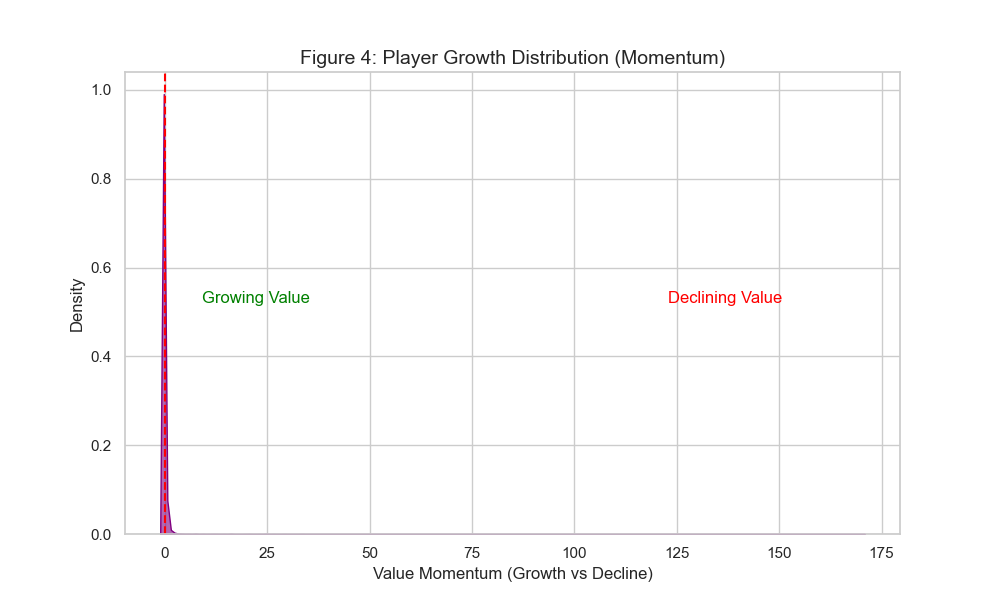 Figure 4: Player Growth Distribution (Momentum)
1.0
0.8
0.6
0.4
0.2
0.0
Density
Growing Value
Declining Value
0 25 50 75 100 125 150 175
Value Momentum (Growth vs Decline)